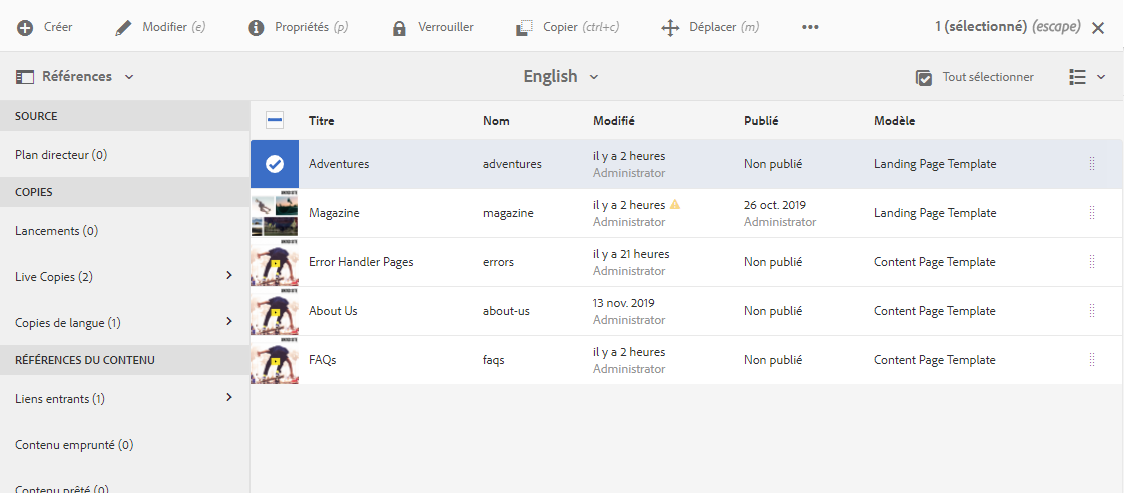 Créer
Modifier (e)
Propriétés (p)
Verrouiller
Copier (ctrl+c)
Déplacer (m)
1 (sélectionné) (escape)
Références
English
Tout sélectionner
SOURCE
Plan directeur (0)
COPIES
Lancements (0)
Live Copies (2)
Copies de langue (1)
RÉFÉRENCES DU CONTENU
Liens entrants (1)
Contenu emprunté (0)
Contenu prêté (0)
Titre Nom Modifié Publié Modèle
Adventures adventures il y a 2 heures Non publié Landing Page Template
Administrator
Magazine magazine il y a 2 heures 26 oct. 2019 Landing Page Template
Administrator Administrator
Error Handler Pages errors il y a 21 heures Non publié Content Page Template
Administrator
About Us about-us 13 nov. 2019 Non publié Content Page Template
Administrator
FAQs faqs il y a 2 heures Non publié Content Page Template
Administrator